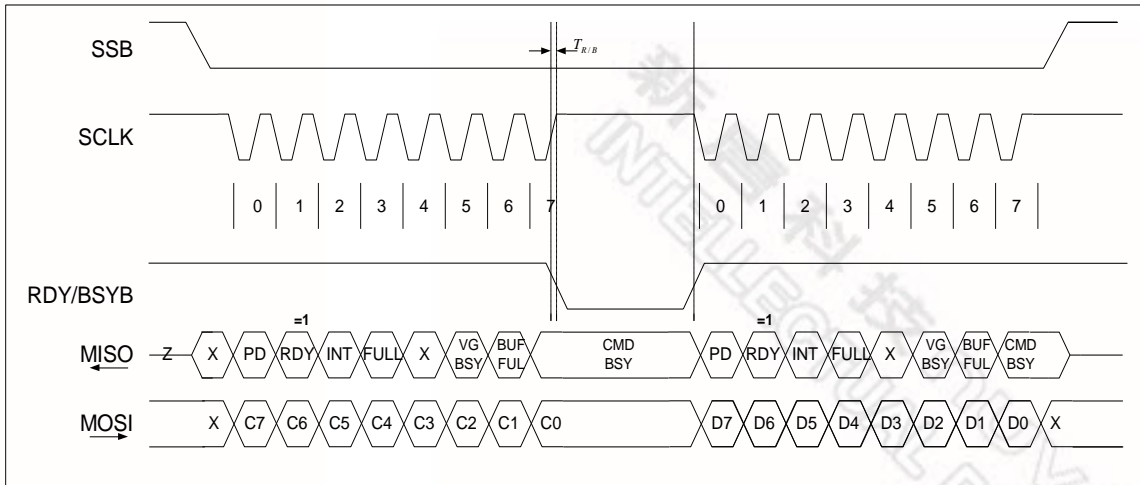 SSB
T R/B
SCLK
0 1 2 3 4 5 6 7 0 1 2 3 4 5 6 7
RDY/BSYB
=1 =1
MISO Z X PD RDY INT FULL X VG BSY BUF FUL CMD BSY PD RDY INT FULL X VG BSY BUF FUL CMD BSY
MOSI X C7 C6 C5 C4 C3 C2 C1 C0 D7 D6 D5 D4 D3 D2 D1 D0 X
科技
INTELLECTUAL